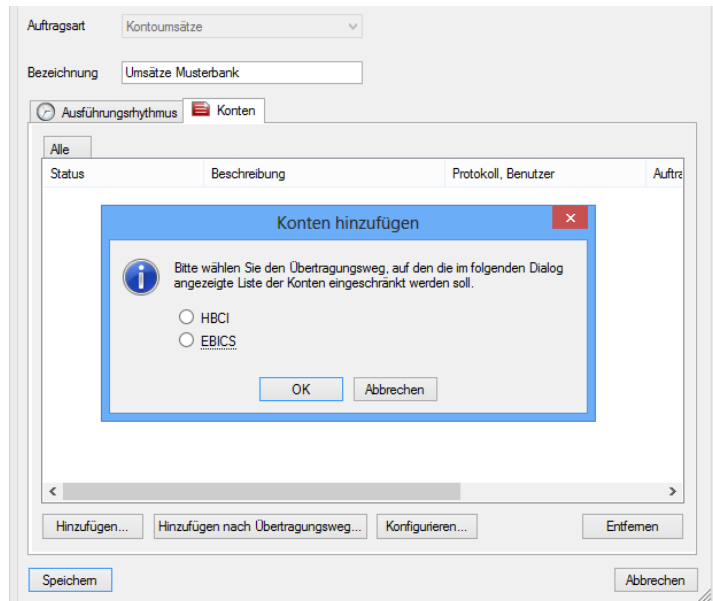 Auftragsart Kontoumsätze
Bezeichnung Umsätze Musterbank
Ausführungsrhythmus Konten
Alle
Status Beschreibung Protokoll, Benutzer Auftra
Konten hinzufügen
Bitte wählen Sie den Übertragungsweg, auf den die im folgenden Dialog
angezeigte Liste der Konten eingeschränkt werden soll.
HBCI
EBICS
OK Abbrechen
Hinzufügen... Hinzufügen nach Übertragungsweg... Konfigurieren... Entfernen
Speichern Abbrechen